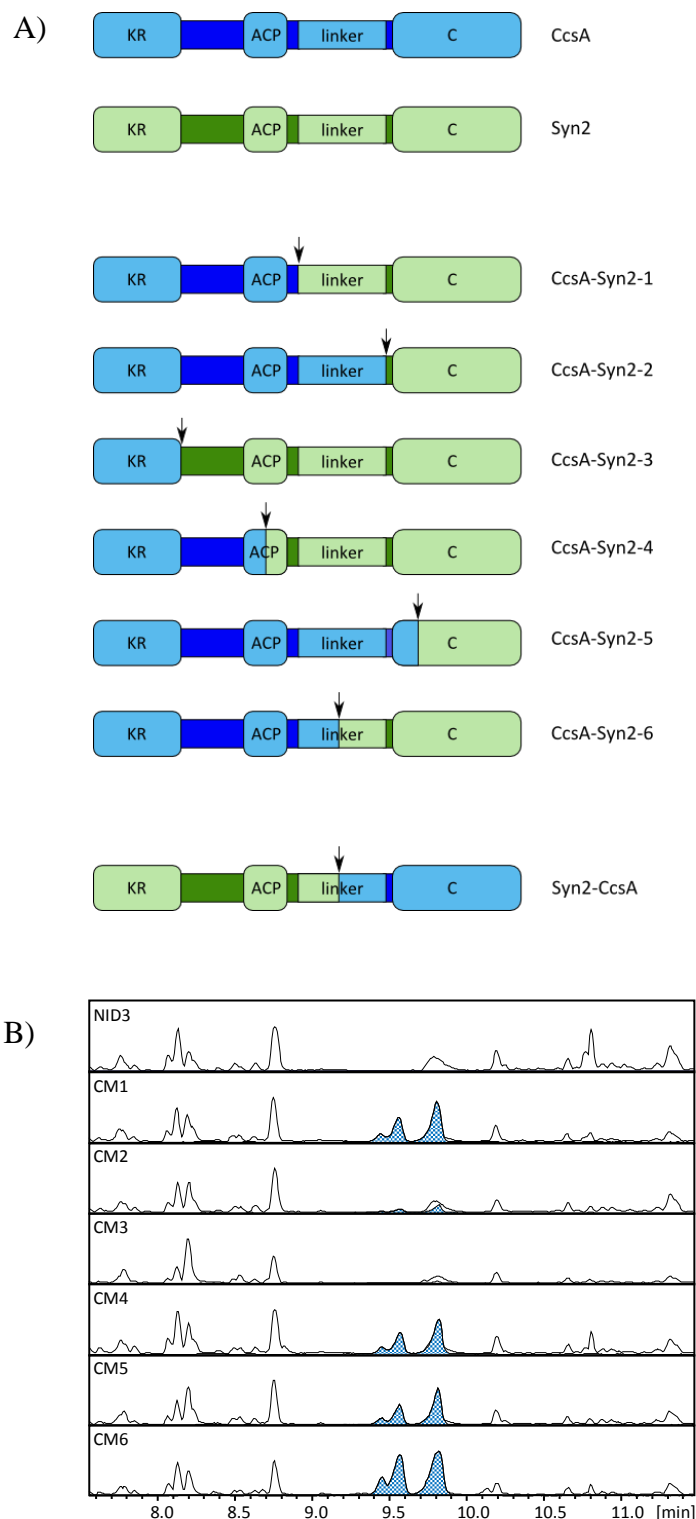 A)
KR ACP linker C CcsA
KR ACP linker C Syn2
KR ACP linker C CcsA-Syn2-1
KR ACP linker C CcsA-Syn2-2
KR ACP linker C CcsA-Syn2-3
KR ACP linker C CcsA-Syn2-4
KR ACP linker C CcsA-Syn2-5
KR ACP linker C CcsA-Syn2-6
KR ACP linker C Syn2-CcsA
B)
NID3
CM1
CM2
CM3
CM4
CM5
CM6
8.0 8.5 9.0 9.5 10.0 10.5 11.0 [min]